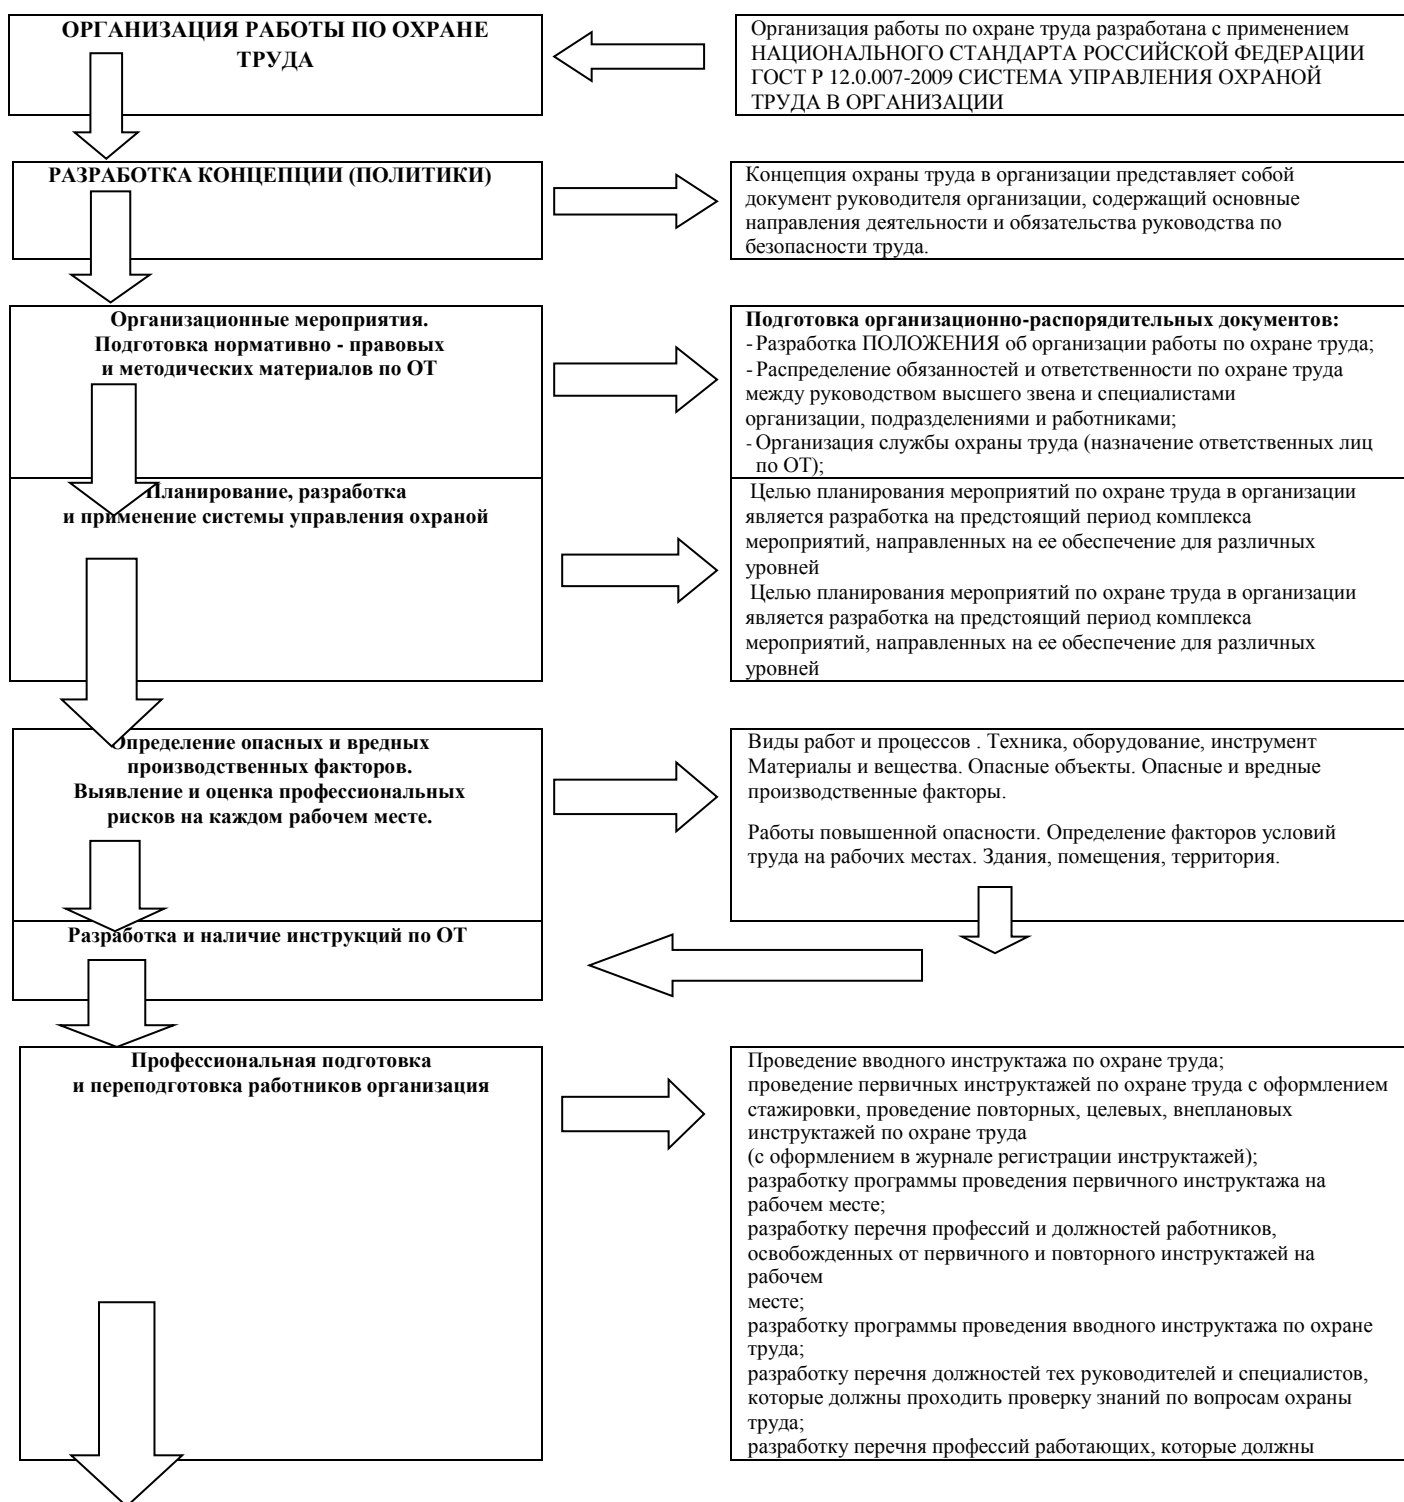 ОРГАНИЗАЦИЯ РАБОТЫ ПО ОХРАНЕ
ТРУДА
Организация работы по охране труда разработана с применением
НАЦИОНАЛЬНОГО СТАНДАРТА РОССИЙСКОЙ ФЕДЕРАЦИИ
ГОСТ Р 12.0.007-2009 СИСТЕМА УПРАВЛЕНИЯ ОХРАНОЙ
ТРУДА В ОРГАНИЗАЦИИ
РАЗРАБОТКА КОНЦЕПЦИИ (ПОЛИТИКИ)
Концепция охраны труда в организации представляет собой
документ руководителя организации, содержащий основные
направления деятельности и обязательства руководства по
безопасности труда.
Организационные мероприятия.
Подготовка нормативно - правовых
и методических материалов по ОТ
Подготовка организационно-распорядительных документов:
- Разработка ПОЛОЖЕНИЯ об организации работы по охране труда;
- Распределение обязанностей и ответственности по охране труда
между руководством высшего звена и специалистами
организации, подразделениями и работниками;
- Организация службы охраны труда (назначение ответственных лиц
по ОТ);
Планирование, разработка
и применение системы управления охраной
Целью планирования мероприятий по охране труда в организации
является разработка на предстоящий период комплекса
мероприятий, направленных на ее обеспечение для различных
уровней
Целью планирования мероприятий по охране труда в организации
является разработка на предстоящий период комплекса
мероприятий, направленных на ее обеспечение для различных
уровней
Определение опасных и вредных
производственных факторов.
Выявление и оценка профессиональных
рисков на каждом рабочем месте.
Виды работ и процессов . Техника, оборудование, инструмент
Материалы и вещества. Опасные объекты. Опасные и вредные
производственные факторы.
Работы повышенной опасности. Определение факторов условий
труда на рабочих местах. Здания, помещения, территория.
Разработка и наличие инструкций по ОТ
Профессиональная подготовка
и переподготовка работников организация
Проведение вводного инструктажа по охране труда;
проведение первичных инструктажей по охране труда с оформлением
стажировки, проведение повторных, целевых, внеплановых
инструктажей по охране труда
(с оформлением в журнале регистрации инструктажей);
разработку программы проведения первичного инструктажа на
рабочем месте;
разработку перечня профессий и должностей работников,
освобожденных от первичного и повторного инструктажей на
рабочем
месте;
разработку программы проведения вводного инструктажа по охране
труда;
разработку перечня должностей тех руководителей и специалистов,
которые должны проходить проверку знаний по вопросам охраны
труда;
разработку перечня профессий работающих, которые должны